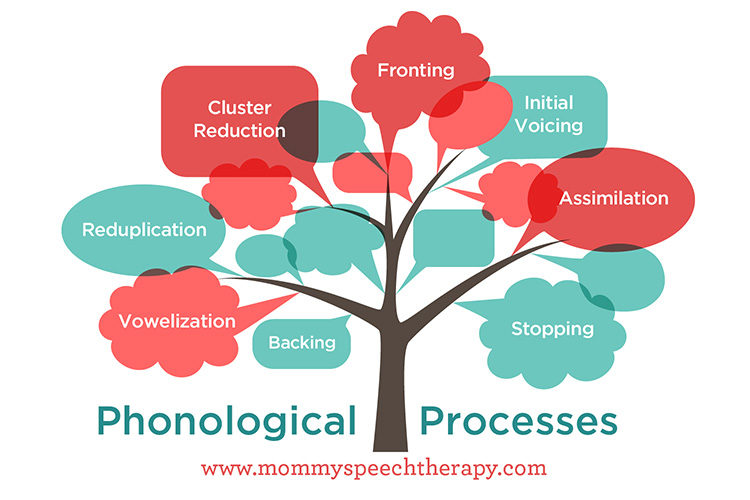 Fronting
Cluster
Reduction
Initial
Voicing
Assimilation
Reduplication
Vowelization
Backing
Stopping
Phonological Processes
www.mommyspeechtherapy.com